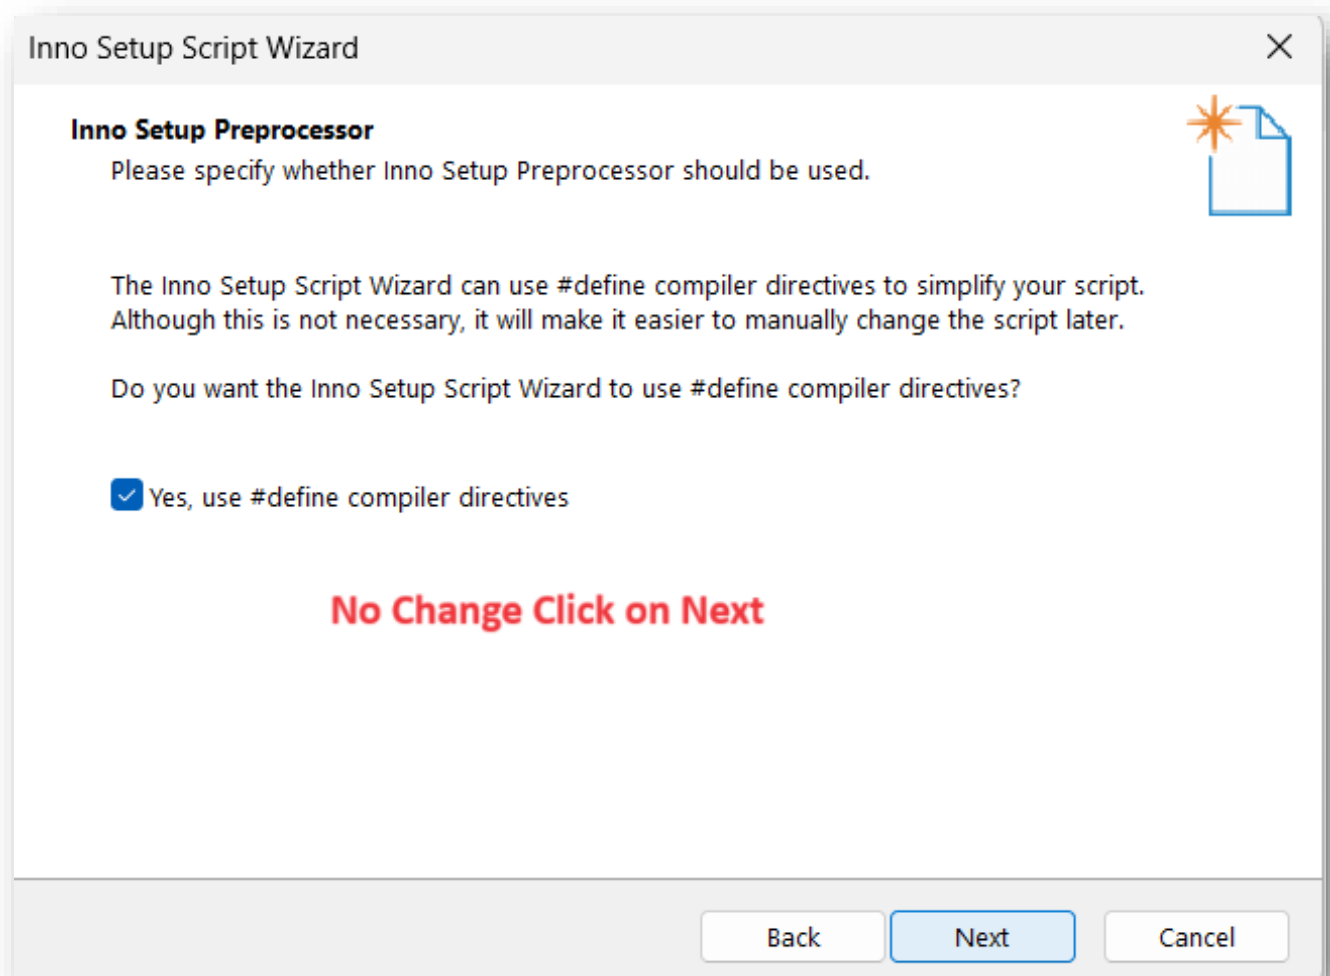 Inno Setup Script Wizard
Inno Setup Preprocessor
Please specify whether Inno Setup Preprocessor should be used.
The Inno Setup Script Wizard can use #define compiler directives to simplify your script.
Although this is not necessary, it will make it easier to manually change the script later.
Do you want the Inno Setup Script Wizard to use #define compiler directives?
Yes, use #define compiler directives
No Change Click on Next
Back Next Cancel